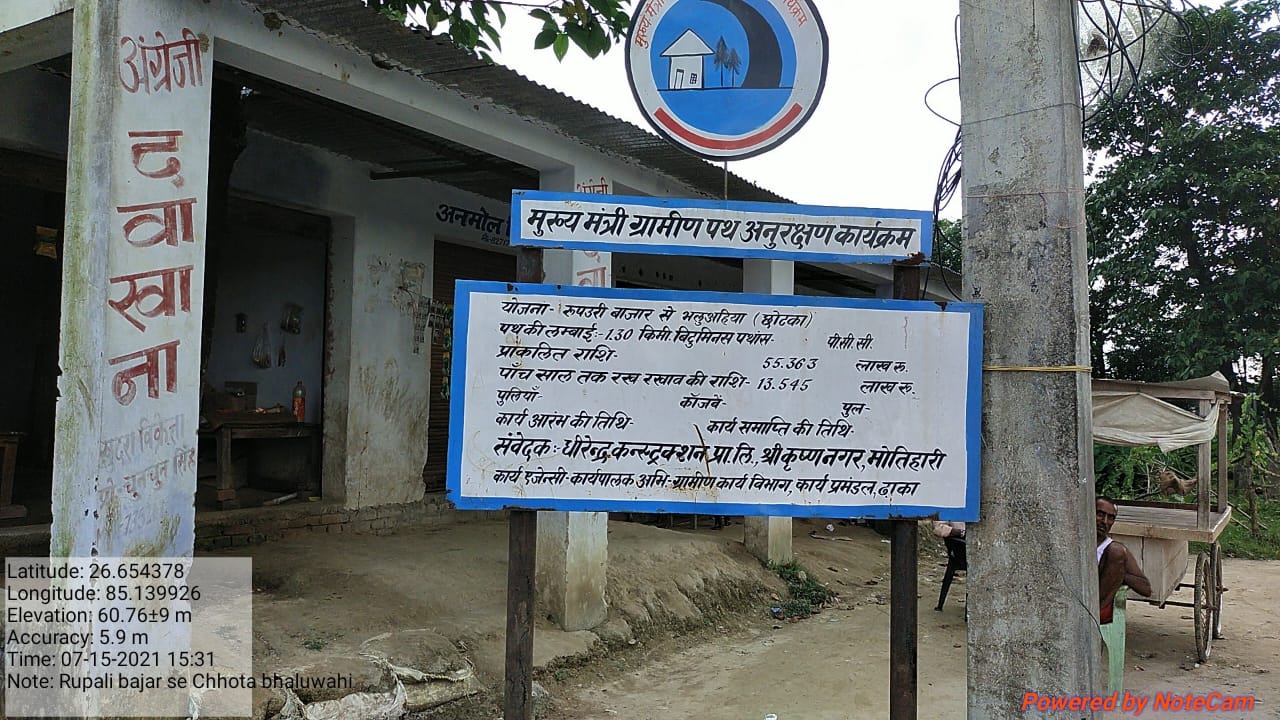 मुख्य मंत्री
कार्यक्रम
अंग्रेजी
द
वा
खा
ना
अनमोल
मुख्य मंत्री ग्रामीण पथ अनुरक्षण कार्यक्रम
योजना- रूपउरी बाजार से भलुअहिया (छोटका)
पथ की लम्बाई:- 1.30 किमी. बिटुमिनस पथांस- पी.सी.सी.
प्राकलित राशि- 55.363 लाख रू.
पाँच साल तक रख रखाव की राशि- 13.545 लाख रू.
पुलियाँ- कॉजवें- पुल-
कार्य आरंभ की तिथि- कार्य समाप्ति की तिथि-
संवेदक:- धीरेन्द्र कन्स्ट्रक्शन प्रा.लि., श्रीकृष्ण नगर, मोतिहारी
कार्य एजेन्सी- कार्यपालक अभि- ग्रामीण कार्य विभाग, कार्य प्रमंडल, ढाका
Latitude: 26.654378
Longitude: 85.139926
Elevation: 60.76±9 m
Accuracy: 5.9 m
Time: 07-15-2021 15:31
Note: Rupali bajar se Chhota bhaluwahi
Powered by NoteCam